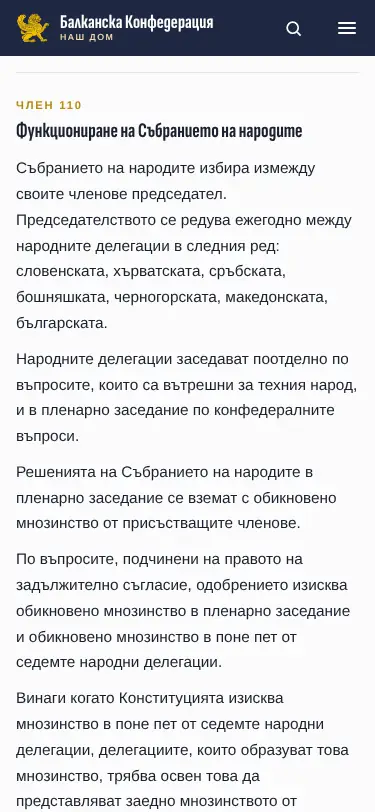 Балканска Конфедерация
НАШ ДОМ
ЧЛЕН 110
Функциониране на Събранието на народите
Събранието на народите избира измежду
своите членове председател.
Председателството се редува ежегодно между
народните делегации в следния ред:
словенската, хърватската, сръбската,
бошняшката, черногорската, македонската,
българската.
Народните делегации заседават поотделно по
въпросите, които са вътрешни за техния народ,
и в пленарно заседание по конфедералните
въпроси.
Решенията на Събранието на народите в
пленарно заседание се вземат с обикновено
мнозинство от присъстващите членове.
По въпросите, подчинени на правото на
задължително съгласие, одобрението изисква
обикновено мнозинство в пленарно заседание
и обикновено мнозинство в поне пет от
седемте народни делегации.
Винаги когато Конституцията изисква
мнозинство в поне пет от седемте народни
делегации, делегациите, които образуват това
мнозинство, трябва освен това да
представляват заедно мнозинството от